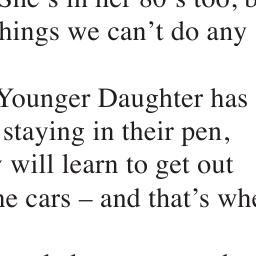 She's in her 80's too, b
hings we can't do any
Younger Daughter has
staying in their pen,
will learn to get out
e cars – and that's whe